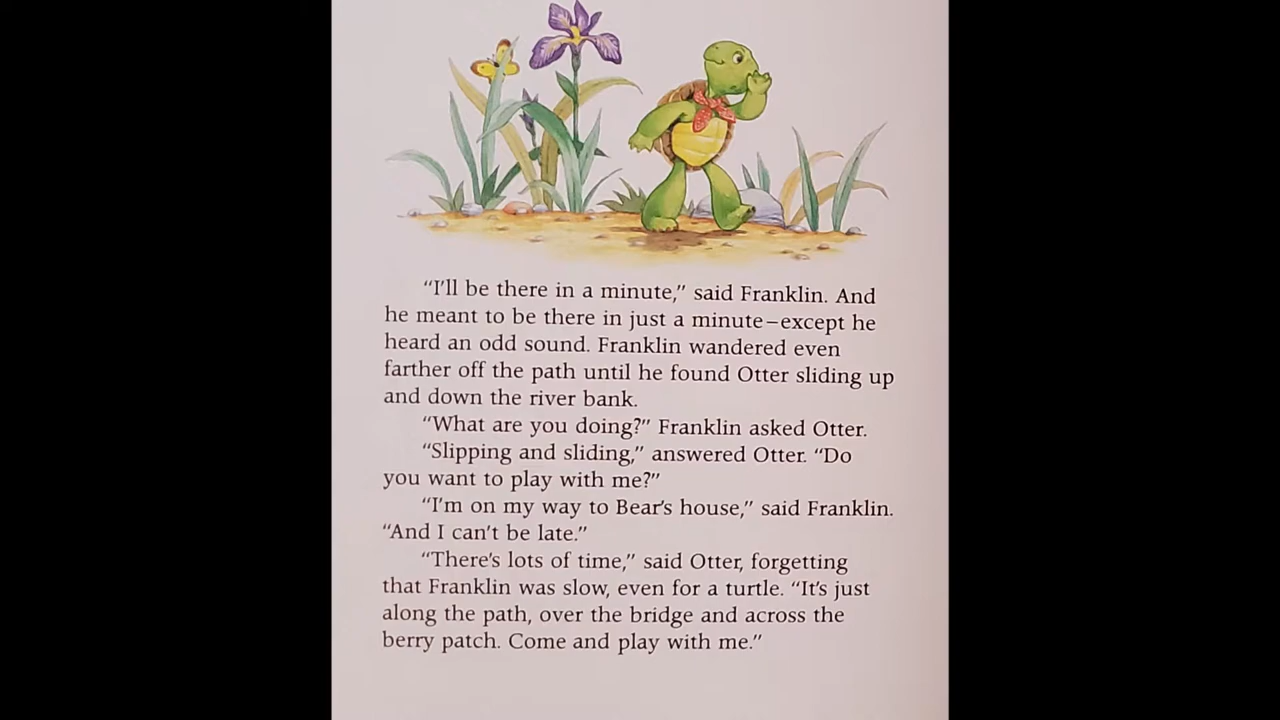 “I’ll be there in a minute,” said Franklin. And
he meant to be there in just a minute–except he
heard an odd sound. Franklin wandered even
farther off the path until he found Otter sliding up
and down the river bank.
“What are you doing?” Franklin asked Otter.
“Slipping and sliding,” answered Otter. “Do
you want to play with me?”
“I’m on my way to Bear’s house,” said Franklin.
“And I can’t be late.”
“There’s lots of time,” said Otter, forgetting
that Franklin was slow, even for a turtle. “It’s just
along the path, over the bridge and across the
berry patch. Come and play with me.”